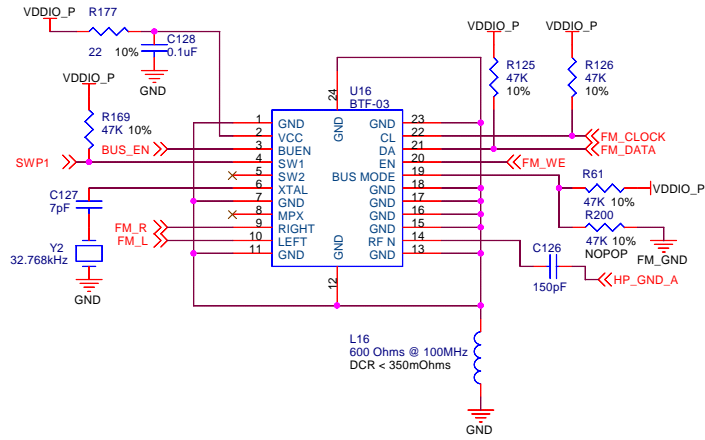 VDDIO_P
R177
22 10%
C128
0.1uF
GND
VDDIO_P
R169
47K 10%
BUS_EN
SWP1
C127
7pF
Y2
32.768kHz
GND
FM_R
FM_L
U16
BTF-03
24
GND
1 GND
2 VCC
3 BUEN
4 SW1
5 SW2
6 XTAL
7 GND
8 MPX
9 RIGHT
10 LEFT
11 GND
GND
12
GND 23
CL 22
DA 21
EN 20
BUS MODE 19
GND 18
GND 17
GND 16
GND 15
RF N 14
GND 13
VDDIO_P
R125
47K
10%
VDDIO_P
R126
47K
10%
FM_CLOCK
FM_DATA
FM_WE
R61
47K 10%
VDDIO_P
R200
47K 10%
NOPOP
FM_GND
C126
150pF
HP_GND_A
L16
600 Ohms @ 100MHz
DCR < 350mOhms
GND